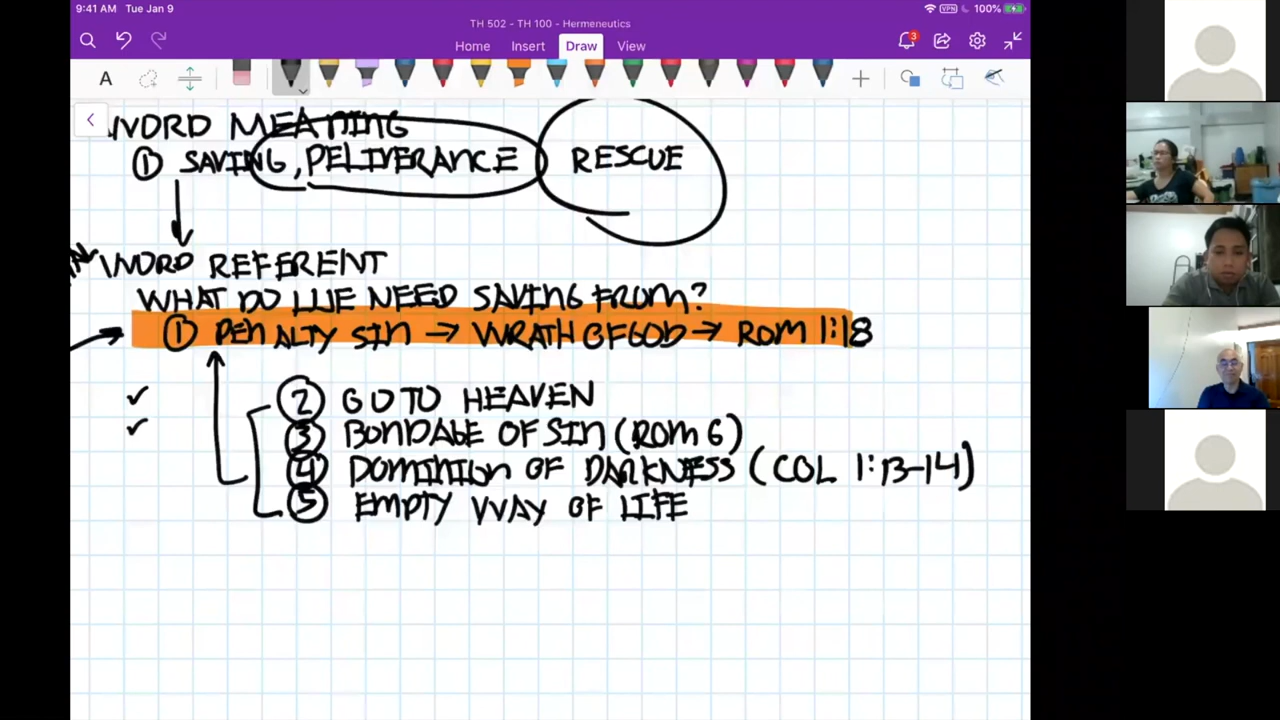 9:41 AM Tue Jan 9
VPN 100%
TH 502 - TH 100 - Hermeneutics
Home Insert Draw View
3
A
WORD MEANING
① SAVING, DELIVERANCE RESCUE
WORD REFERENT
WHAT DO WE NEED SAVING FROM?
① PENALTY SIN → WRATH OF GOD → ROM 1:18
② GO TO HEAVEN
③ BONDAGE OF SIN (ROM 6)
④ DOMINION OF DARKNESS (COL 1:13-14)
⑤ EMPTY WAY OF LIFE